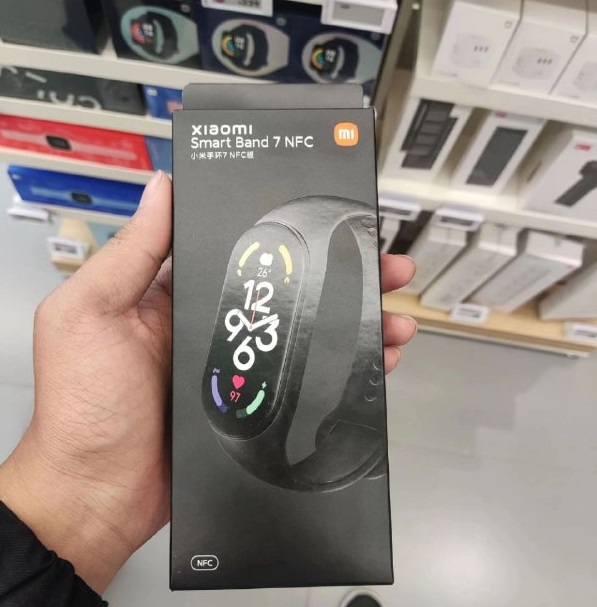 xiaomi
Smart Band 7 NFC
小米手环7 NFC版
mi
26°
12
9 3
6
97
NFC